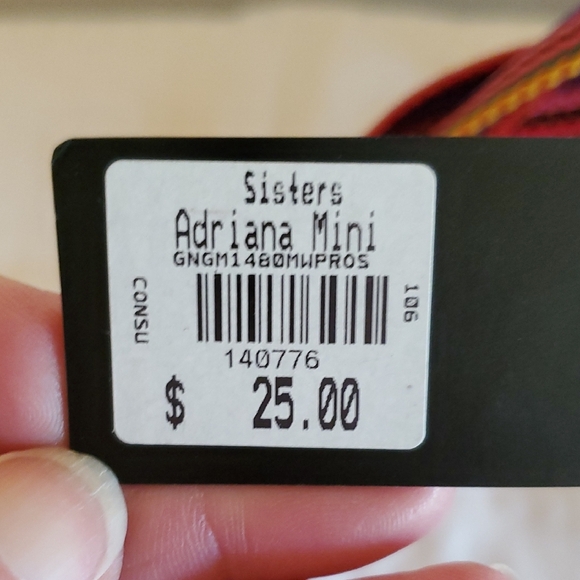 Sisters
Adriana Mini
GNGM1480MWPROS
CONSU
106
140776
$ 25.00